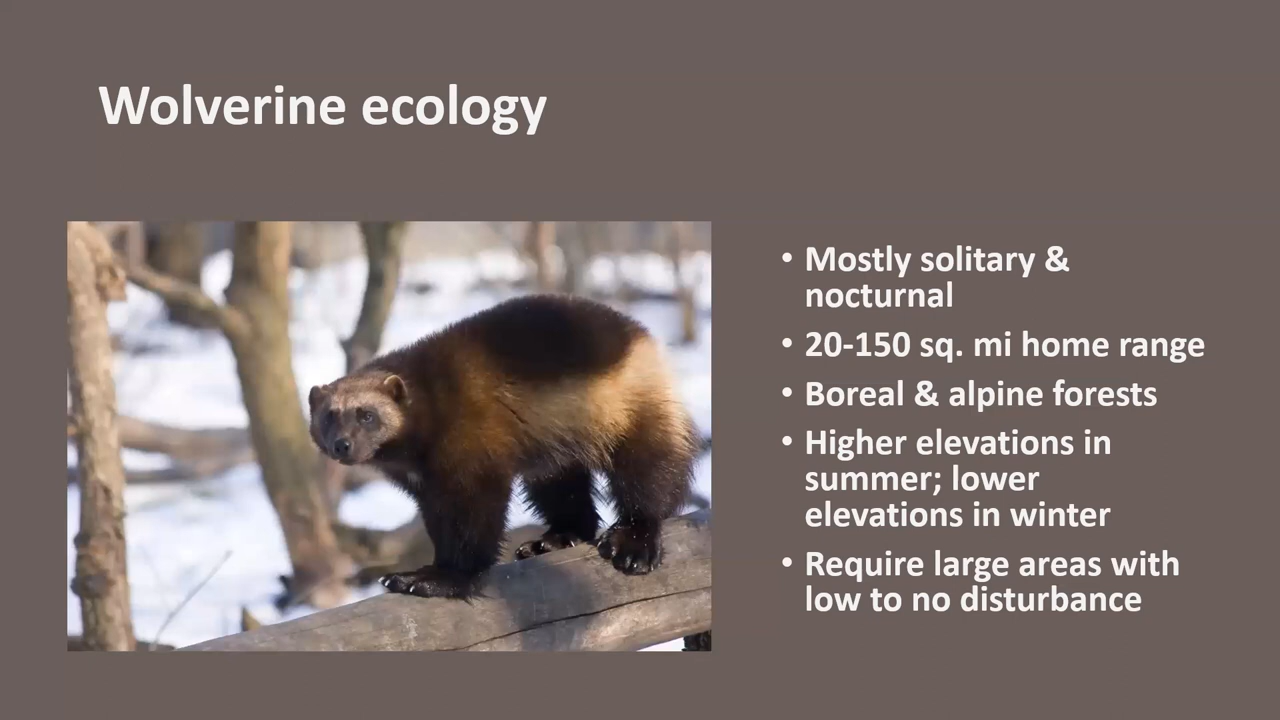 Wolverine ecology
• Mostly solitary &
nocturnal
• 20-150 sq. mi home range
• Boreal & alpine forests
• Higher elevations in
summer; lower
elevations in winter
• Require large areas with
low to no disturbance